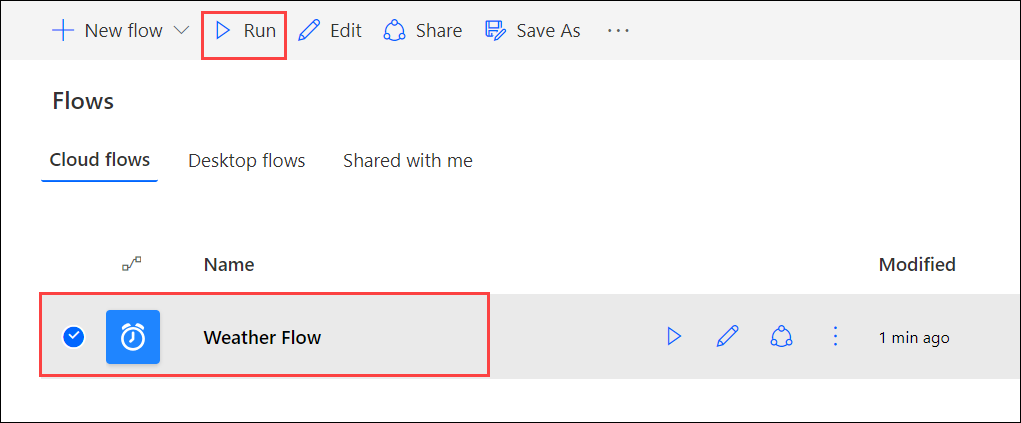 New flow Run Edit Share Save As ...
Flows
Cloud flows Desktop flows Shared with me
Name Modified
Weather Flow 1 min ago